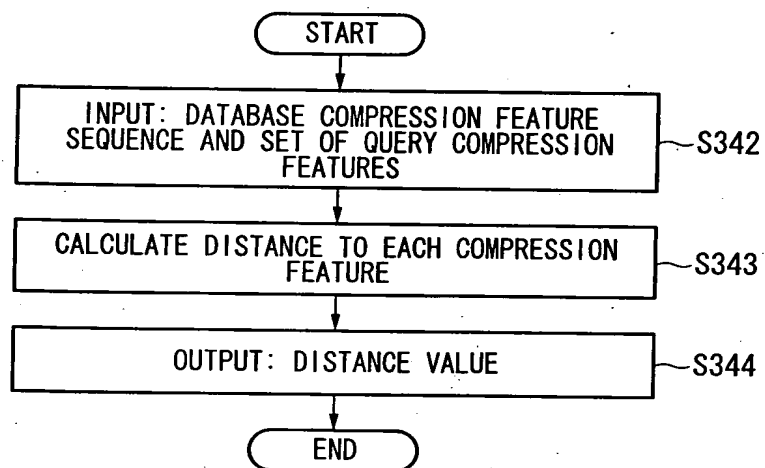 START
INPUT: DATABASE COMPRESSION FEATURE
SEQUENCE AND SET OF QUERY COMPRESSION
FEATURES
S342
CALCULATE DISTANCE TO EACH COMPRESSION
FEATURE
S343
OUTPUT: DISTANCE VALUE
S344
END